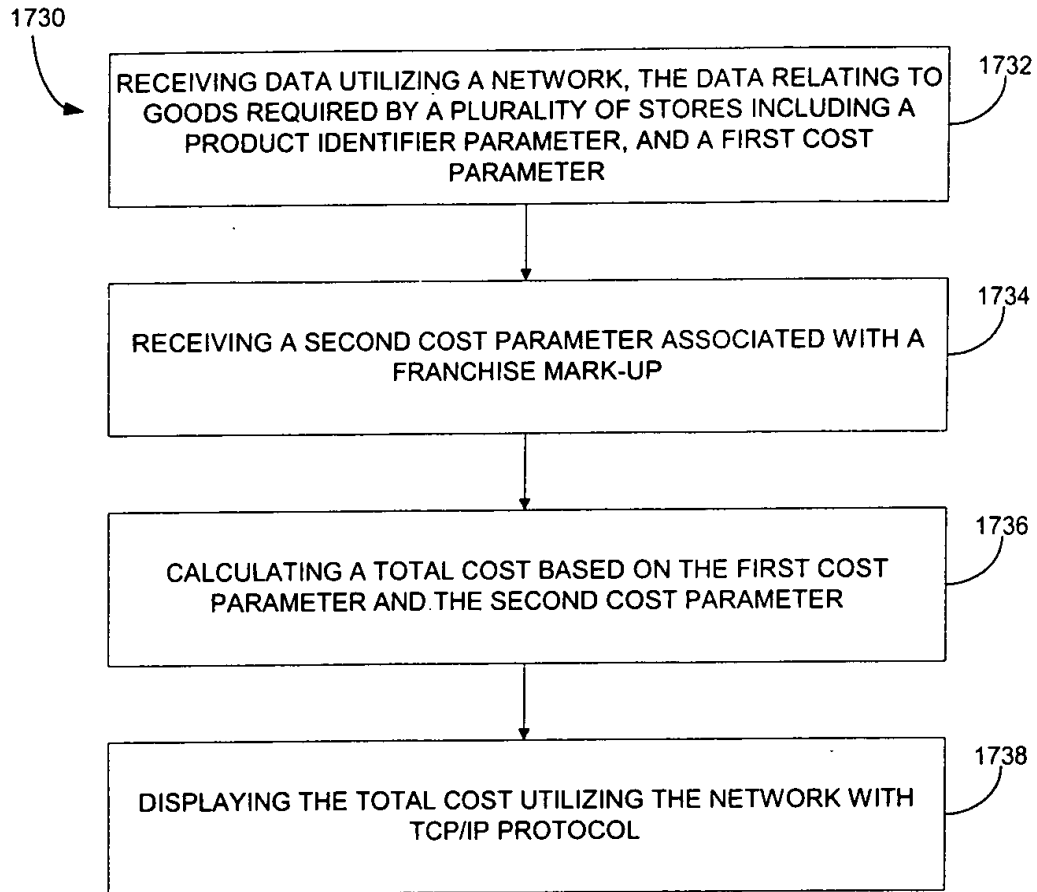 1730
1732
RECEIVING DATA UTILIZING A NETWORK, THE DATA RELATING TO
GOODS REQUIRED BY A PLURALITY OF STORES INCLUDING A
PRODUCT IDENTIFIER PARAMETER, AND A FIRST COST
PARAMETER
1734
RECEIVING A SECOND COST PARAMETER ASSOCIATED WITH A
FRANCHISE MARK-UP
1736
CALCULATING A TOTAL COST BASED ON THE FIRST COST
PARAMETER AND THE SECOND COST PARAMETER
1738
DISPLAYING THE TOTAL COST UTILIZING THE NETWORK WITH
TCP/IP PROTOCOL